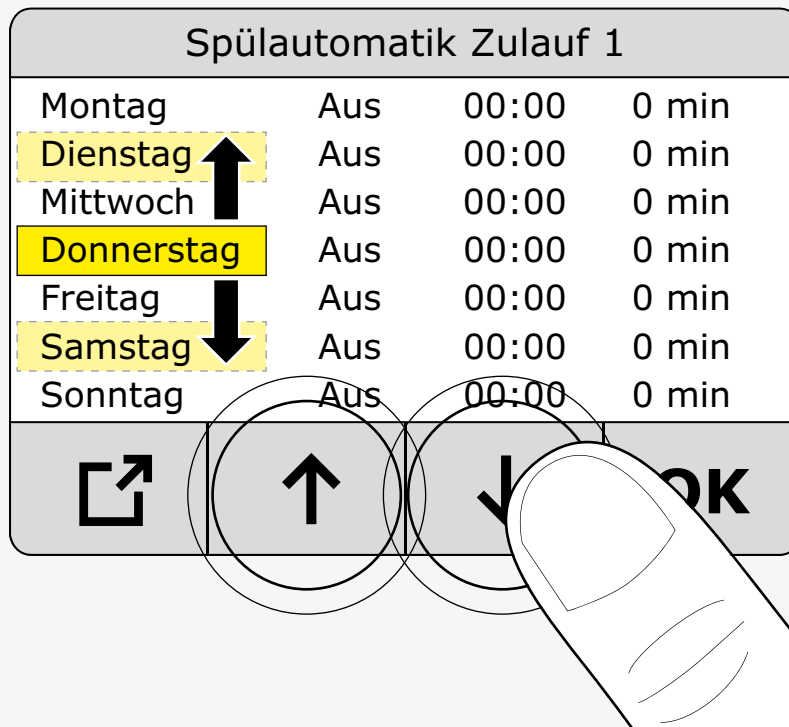 Spülautomatik Zulauf 1
Montag Aus 00:00 0 min
Dienstag Aus 00:00 0 min
Mittwoch Aus 00:00 0 min
Donnerstag Aus 00:00 0 min
Freitag Aus 00:00 0 min
Samstag Aus 00:00 0 min
Sonntag Aus 00:00 0 min
OK